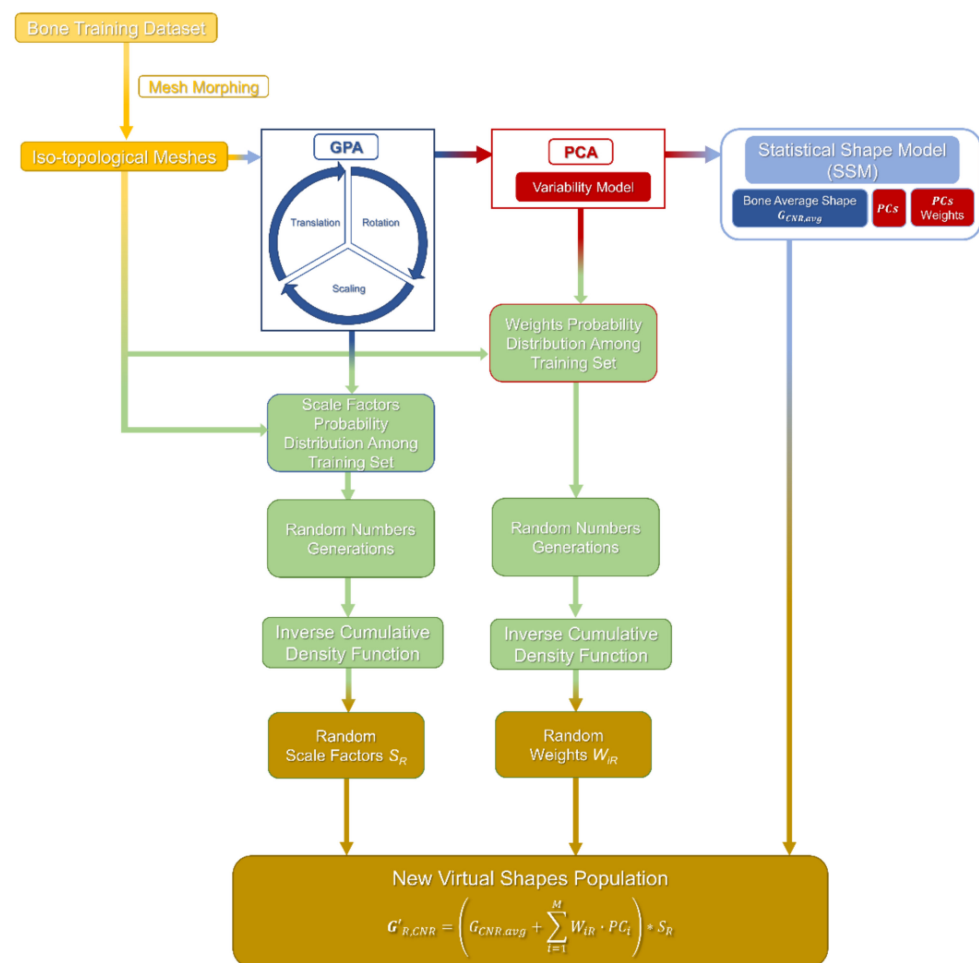 Bone Training Dataset
Mesh Morphing
Iso-topological Meshes
GPA
Translation
Rotation
Scaling
PCA
Variability Model
Statistical Shape Model
(SSM)
Bone Average Shape
G_CNR,avg
PCs
PCs
Weights
Weights Probability
Distribution Among
Training Set
Scale Factors
Probability
Distribution Among
Training Set
Random Numbers
Generations
Random Numbers
Generations
Inverse Cumulative
Density Function
Inverse Cumulative
Density Function
Random
Scale Factors S_R
Random
Weights W_iR
New Virtual Shapes Population
G'_R,CNR = (G_CNR,avg + ∑_{i=1}^{M} W_iR · PC_i) * S_R